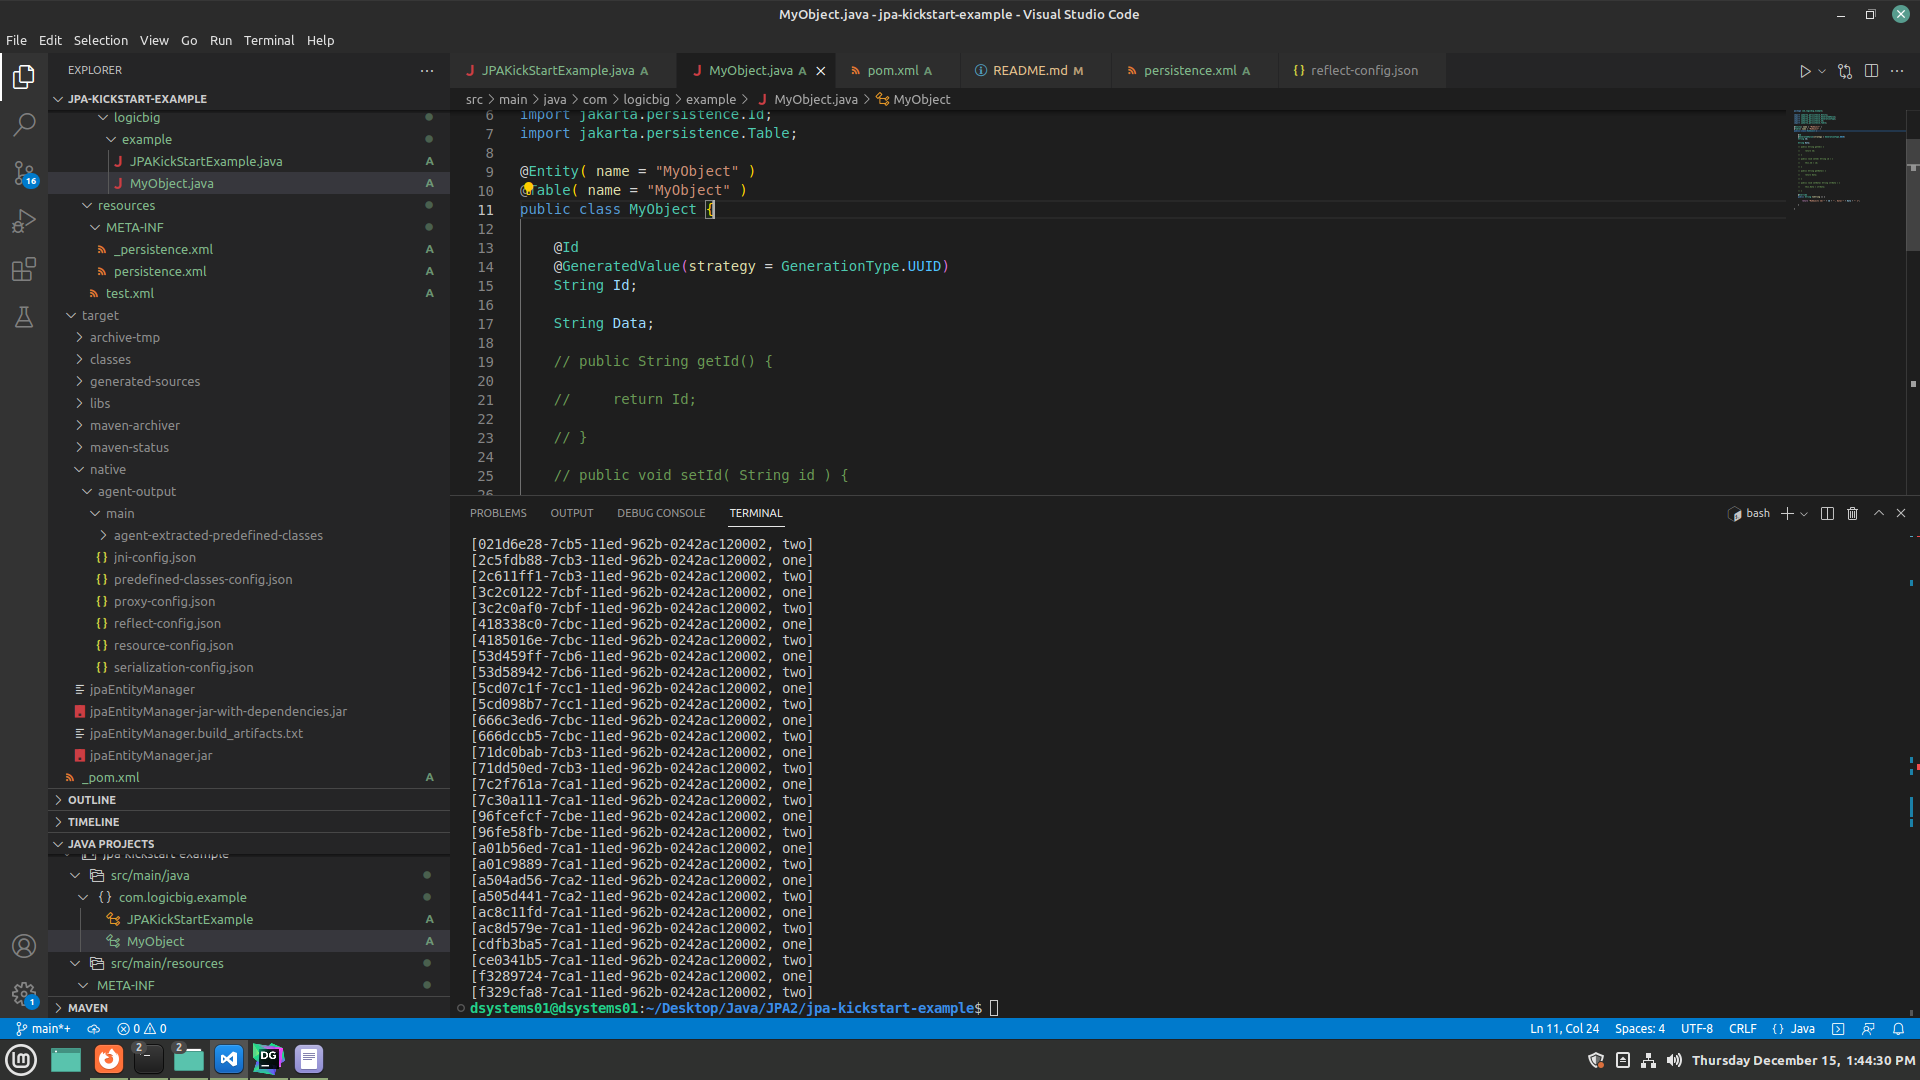 MyObject.java - jpa-kickstart-example - Visual Studio Code
File Edit Selection View Go Run Terminal Help
EXPLORER
JPA-KICKSTART-EXAMPLE
logicbig
example
JPAKickStartExample.java A
MyObject.java A
resources
META-INF
_persistence.xml A
persistence.xml A
test.xml A
target
archive-tmp
classes
generated-sources
libs
maven-archiver
maven-status
native
agent-output
main
agent-extracted-predefined-classes
{} jni-config.json
{} predefined-classes-config.json
{} proxy-config.json
{} reflect-config.json
{} resource-config.json
{} serialization-config.json
jpaEntityManager
jpaEntityManager-jar-with-dependencies.jar
jpaEntityManager.build_artifacts.txt
jpaEntityManager.jar
_pom.xml A
OUTLINE
TIMELINE
JAVA PROJECTS
jpa-kickstart-example
src/main/java
{} com.logicbig.example
JPAKickStartExample A
MyObject A
src/main/resources
META-INF
MAVEN
16
1
J JPAKickStartExample.java A J MyObject.java A pom.xml A README.md M persistence.xml A {} reflect-config.json
src > main > java > com > logicbig > example > J MyObject.java > MyObject
6 import jakarta.persistence.Id;
7 import jakarta.persistence.Table;
8
9 @Entity( name = "MyObject" )
10 @Table( name = "MyObject" )
11 public class MyObject {
12
13 @Id
14 @GeneratedValue(strategy = GenerationType.UUID)
15 String Id;
16
17 String Data;
18
19 // public String getId() {
20
21 //     return Id;
22
23 // }
24
25 // public void setId( String id ) {
26
PROBLEMS OUTPUT DEBUG CONSOLE TERMINAL
bash
[021d6e28-7cb5-11ed-962b-0242ac120002, two]
[2c5fdb88-7cb3-11ed-962b-0242ac120002, one]
[2c611ff1-7cb3-11ed-962b-0242ac120002, two]
[3c2c0122-7cbf-11ed-962b-0242ac120002, one]
[3c2c0af0-7cbf-11ed-962b-0242ac120002, two]
[418338c0-7cbc-11ed-962b-0242ac120002, one]
[4185016e-7cbc-11ed-962b-0242ac120002, two]
[53d459ff-7cb6-11ed-962b-0242ac120002, one]
[53d58942-7cb6-11ed-962b-0242ac120002, two]
[5cd07c1f-7cc1-11ed-962b-0242ac120002, one]
[5cd098b7-7cc1-11ed-962b-0242ac120002, two]
[666c3ed6-7cbc-11ed-962b-0242ac120002, one]
[666dccb5-7cbc-11ed-962b-0242ac120002, two]
[71dc0bab-7cb3-11ed-962b-0242ac120002, one]
[71dd50ed-7cb3-11ed-962b-0242ac120002, two]
[7c2f761a-7ca1-11ed-962b-0242ac120002, one]
[7c30a111-7ca1-11ed-962b-0242ac120002, two]
[96fcefcf-7cbe-11ed-962b-0242ac120002, one]
[96fe58fb-7cbe-11ed-962b-0242ac120002, two]
[a01b56ed-7ca1-11ed-962b-0242ac120002, one]
[a01c9889-7ca1-11ed-962b-0242ac120002, two]
[a504ad56-7ca2-11ed-962b-0242ac120002, one]
[a505d441-7ca2-11ed-962b-0242ac120002, two]
[ac8c11fd-7ca1-11ed-962b-0242ac120002, one]
[ac8d579e-7ca1-11ed-962b-0242ac120002, two]
[cdfb3ba5-7ca1-11ed-962b-0242ac120002, one]
[ce0341b5-7ca1-11ed-962b-0242ac120002, two]
[f3289724-7ca1-11ed-962b-0242ac120002, one]
[f329cfa8-7ca1-11ed-962b-0242ac120002, two]
dsystems01@dsystems01:~/Desktop/Java/JPA2/jpa-kickstart-example$
main*+ 0 0 Ln 11, Col 24 Spaces: 4 UTF-8 CRLF {} Java
2 2 DG Thursday December 15, 1:44:30 PM